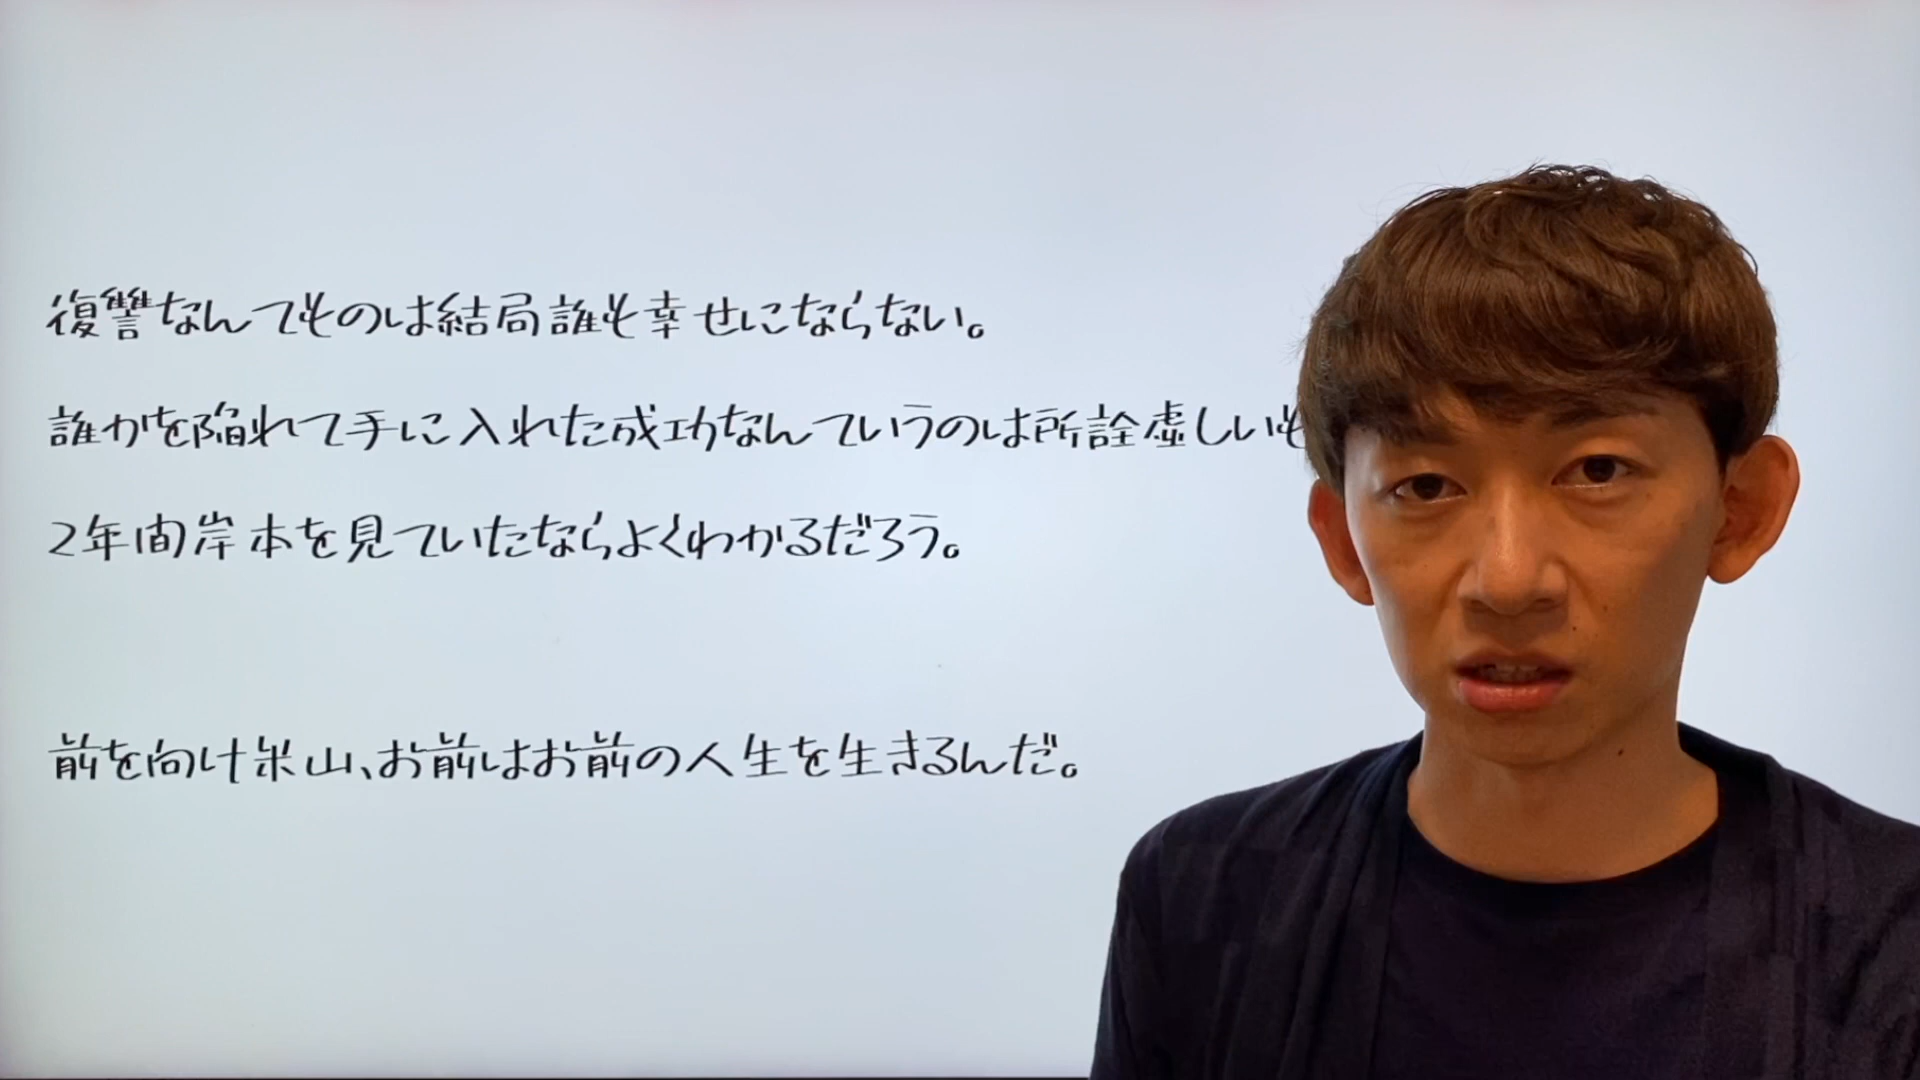 復讐なんてものは結局誰も幸せにならない。
誰かを陥れて手に入れた成功なんていうのは所詮虚しい
2年間岸本を見ていたならよくわかるだろう。
前を向け米山、お前はお前の人生を生きるんだ。